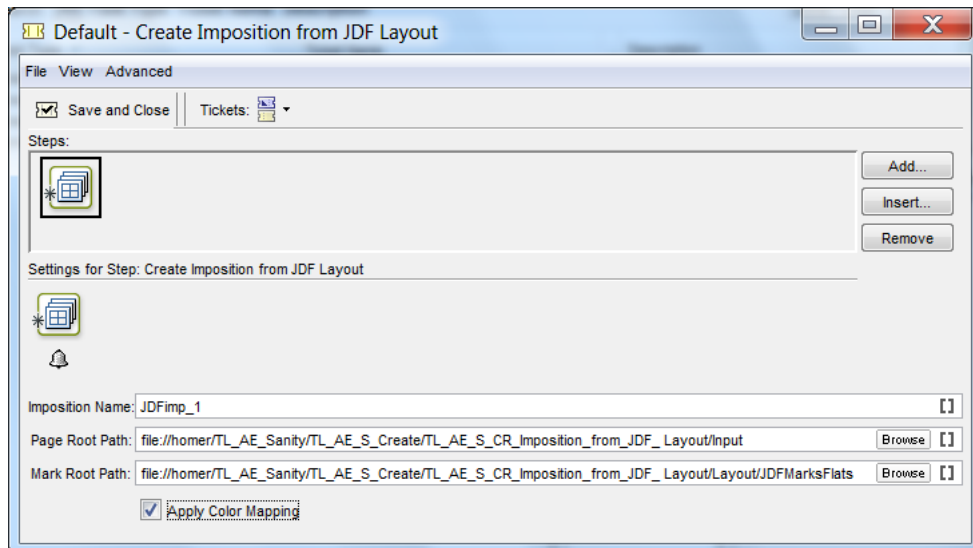 Default - Create Imposition from JDF Layout
File View Advanced
Save and Close Tickets:
Steps:
Add...
Insert...
Remove
Settings for Step: Create Imposition from JDF Layout
Imposition Name: JDFimp_1 []
Page Root Path: file://homer/TL_AE_Sanity/TL_AE_S_Create/TL_AE_S_CR_Imposition_from_JDF_ Layout/Input Browse []
Mark Root Path: file://homer/TL_AE_Sanity/TL_AE_S_Create/TL_AE_S_CR_Imposition_from_JDF_ Layout/Layout/JDFMarksFlats Browse []
Apply Color Mapping